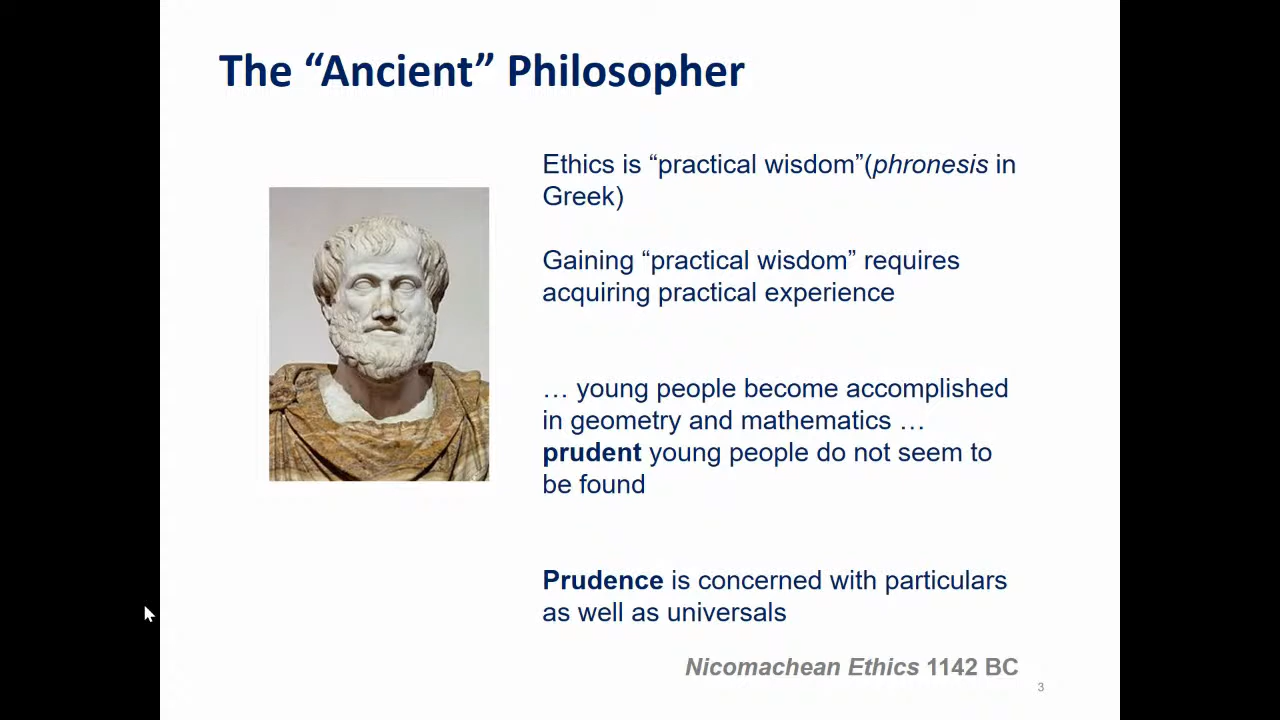 The “Ancient” Philosopher
Ethics is “practical wisdom”(phronesis in
Greek)
Gaining “practical wisdom” requires
acquiring practical experience
… young people become accomplished
in geometry and mathematics …
prudent young people do not seem to
be found
Prudence is concerned with particulars
as well as universals
Nicomachean Ethics 1142 BC
3